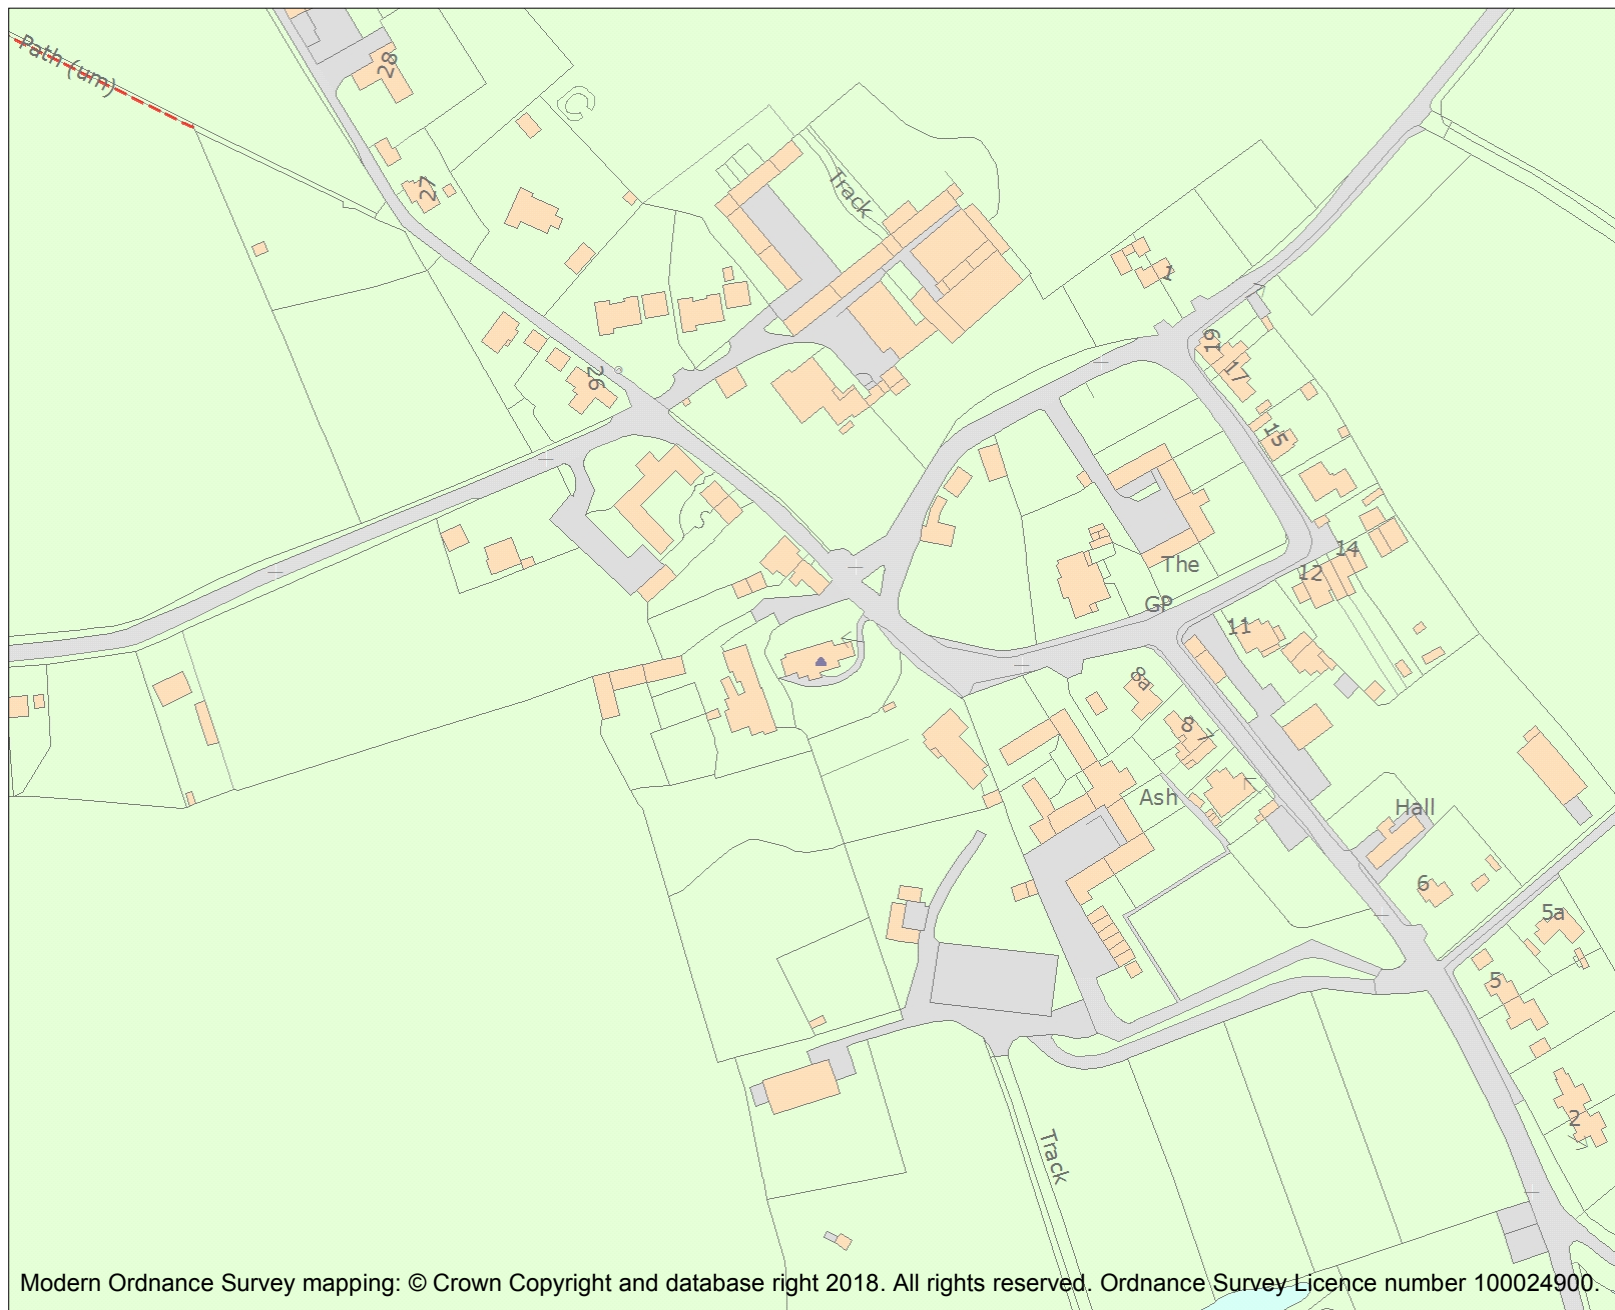 Path (um)
28
27
Track
1
19
17
26
15
14
The
12
GP
11
8a
8
7
Ash
Hall
6
5a
5
2
Track
Modern Ordnance Survey mapping: © Crown Copyright and database right 2018. All rights reserved. Ordnance Survey Licence number 100024900.